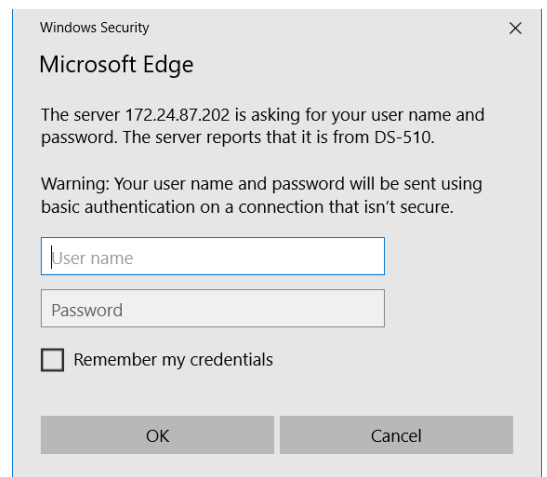 Windows Security
Microsoft Edge
The server 172.24.87.202 is asking for your user name and
password. The server reports that it is from DS-510.
Warning: Your user name and password will be sent using
basic authentication on a connection that isn’t secure.
User name
Password
Remember my credentials
OK Cancel